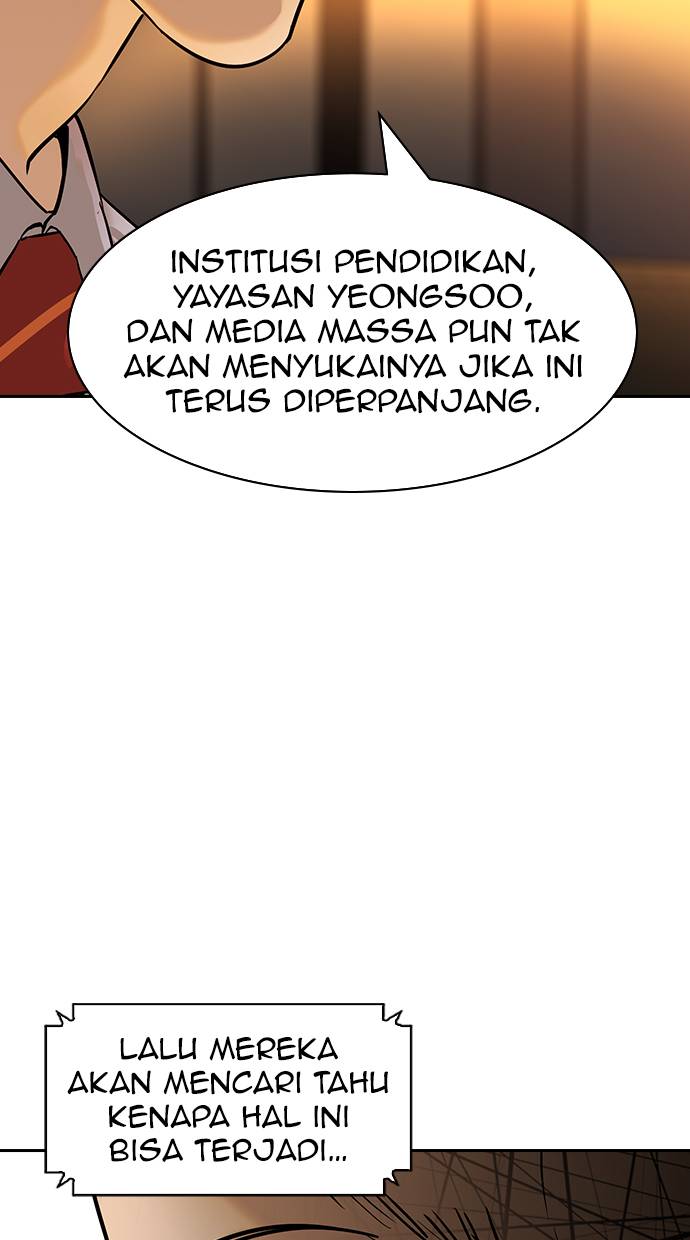 INSTITUSI PENDIDIKAN,
YAYASAN YEONGSOO,
DAN MEDIA MASSA PUN TAK
AKAN MENYUKAINYA JIKA INI
TERUS DIPERPANJANG.
LALU MEREKA
AKAN MENCARI TAHU
KENAPA HAL INI
BISA TERJADI...